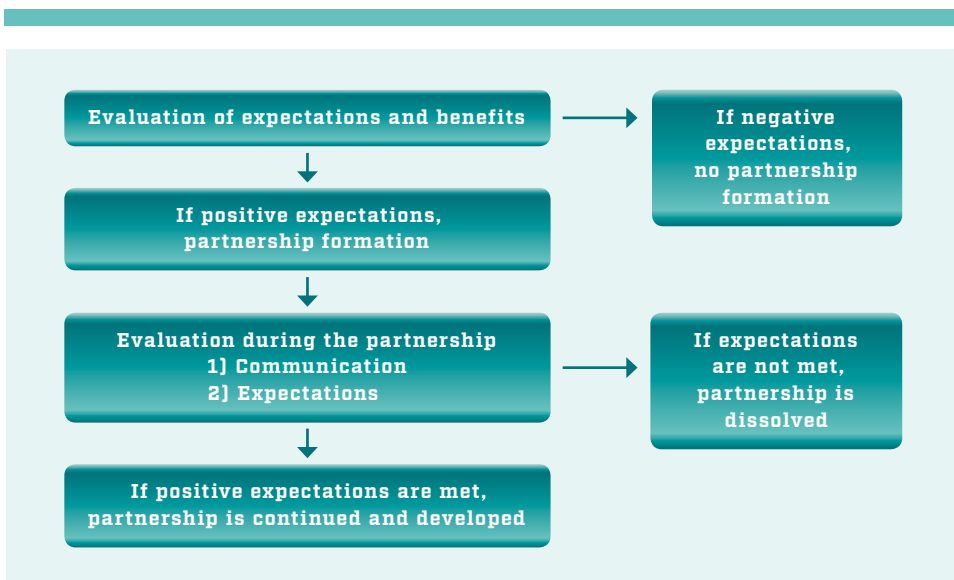 Evaluation of expectations and benefits
If negative
expectations,
no partnership
formation
If positive expectations,
partnership formation
Evaluation during the partnership
1) Communication
2) Expectations
If expectations
are not met,
partnership is
dissolved
If positive expectations are met,
partnership is continued and developed